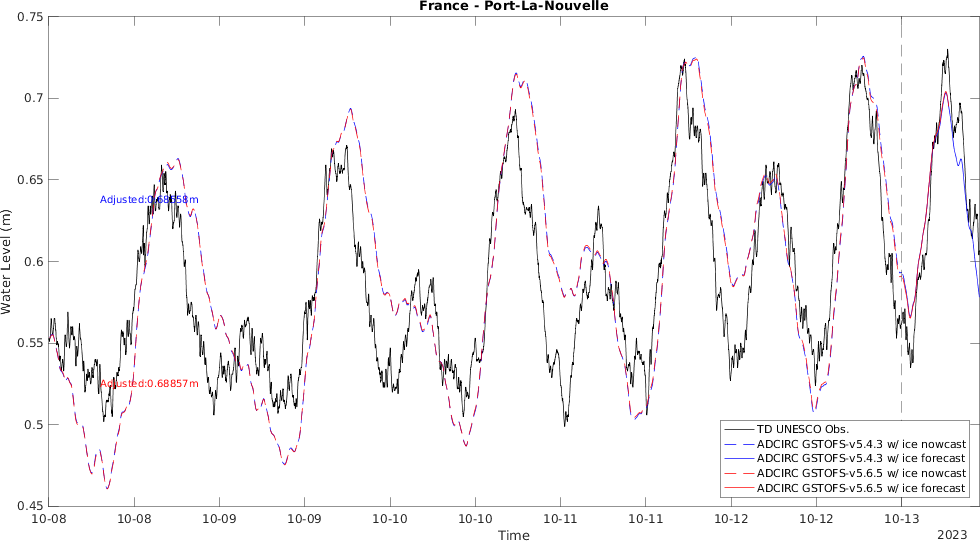 France - Port-La-Nouvelle
0.75
0.7
0.65
0.6
0.55
0.5
0.45
Water Level (m)
Adjusted:0.68658m
Adjusted:0.68857m
TD UNESCO Obs.
ADCIRC GSTOFS-v5.4.3 w/ ice nowcast
ADCIRC GSTOFS-v5.4.3 w/ ice forecast
ADCIRC GSTOFS-v5.6.5 w/ ice nowcast
ADCIRC GSTOFS-v5.6.5 w/ ice forecast
10-08 10-08 10-09 10-09 10-10 10-10 10-11 10-11 10-12 10-12 10-13
Time
2023